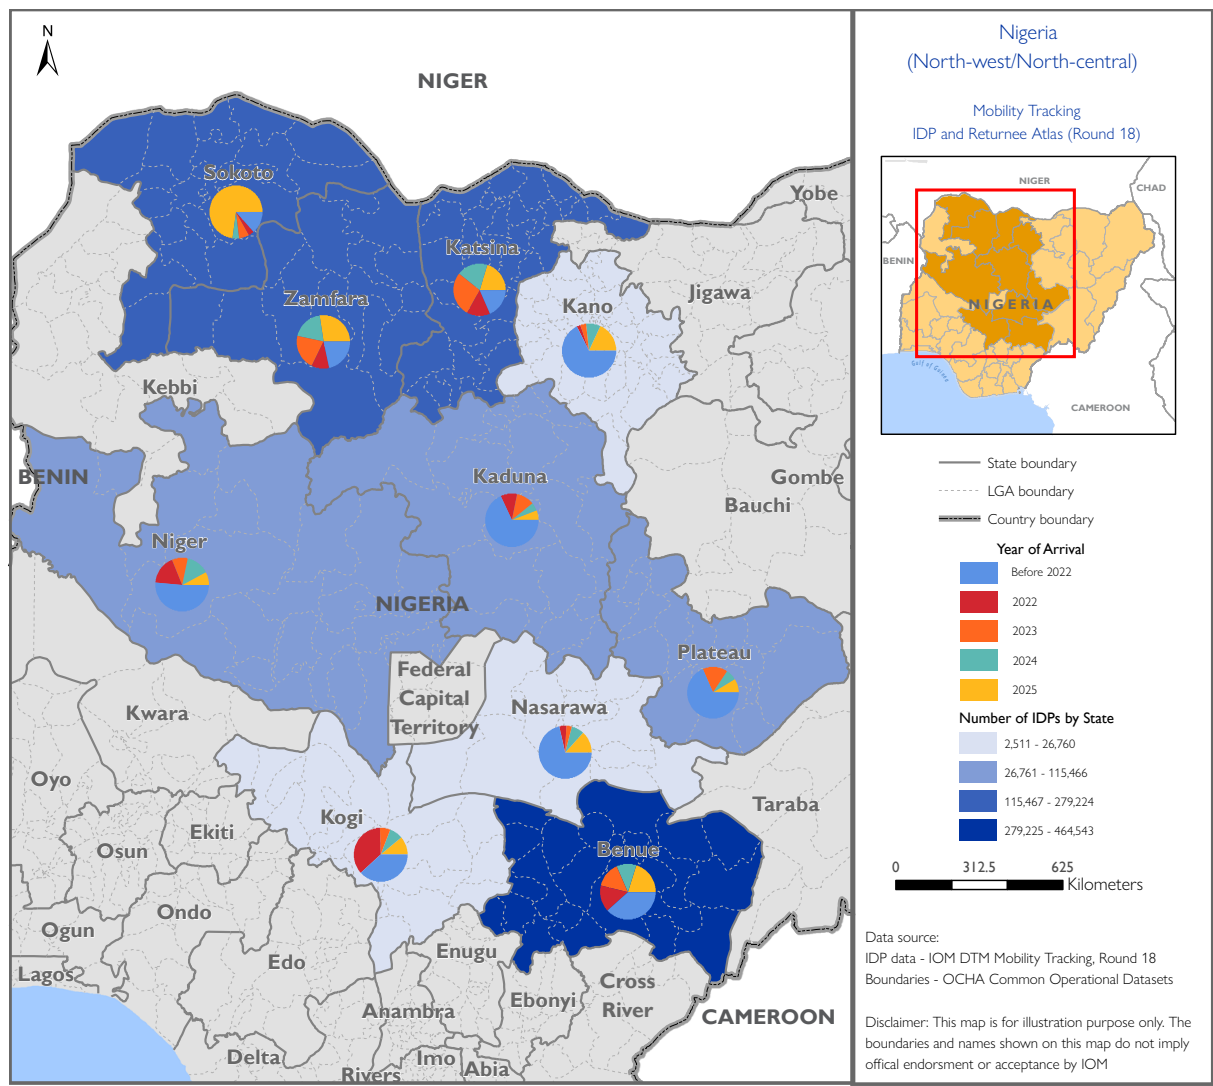 N
NIGER
Yobe
Sokoto
Katsina
Jigawa
Zamfara
Kano
Kebbi
BENIN
Kaduna
Gombe
Bauchi
Niger
NIGERIA
Plateau
Federal
Capital
Territory
Kwara
Nasarawa
Oyo
Taraba
Kogi
Ekiti
Osun
Benue
Ondo
Ogun
Enugu
Edo
Lagos
Cross
River
Ebonyi
Anambra
CAMEROON
Delta
Imo
Abia
Rivers
Nigeria
(North-west/North-central)
Mobility Tracking
IDP and Returnee Atlas (Round 18)
NIGER
CHAD
BENIN
NIGERIA
Gulf of Guinea
CAMEROON
State boundary
LGA boundary
Country boundary
Year of Arrival
Before 2022
2022
2023
2024
2025
Number of IDPs by State
2,511 - 26,760
26,761 - 115,466
115,467 - 279,224
279,225 - 464,543
0 312.5 625
Kilometers
Data source:
IDP data - IOM DTM Mobility Tracking, Round 18
Boundaries - OCHA Common Operational Datasets
Disclaimer: This map is for illustration purpose only. The
boundaries and names shown on this map do not imply
offical endorsment or acceptance by IOM